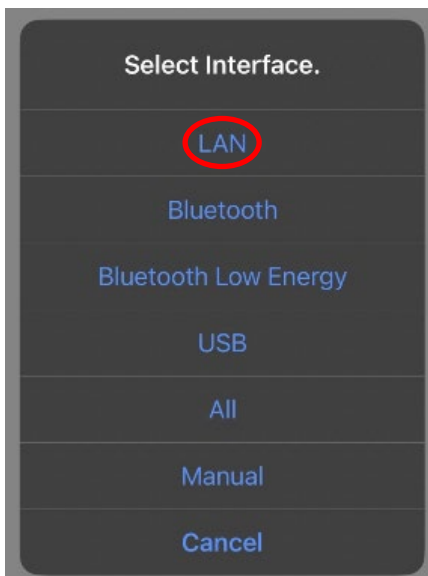 Select Interface.
LAN
Bluetooth
Bluetooth Low Energy
USB
All
Manual
Cancel